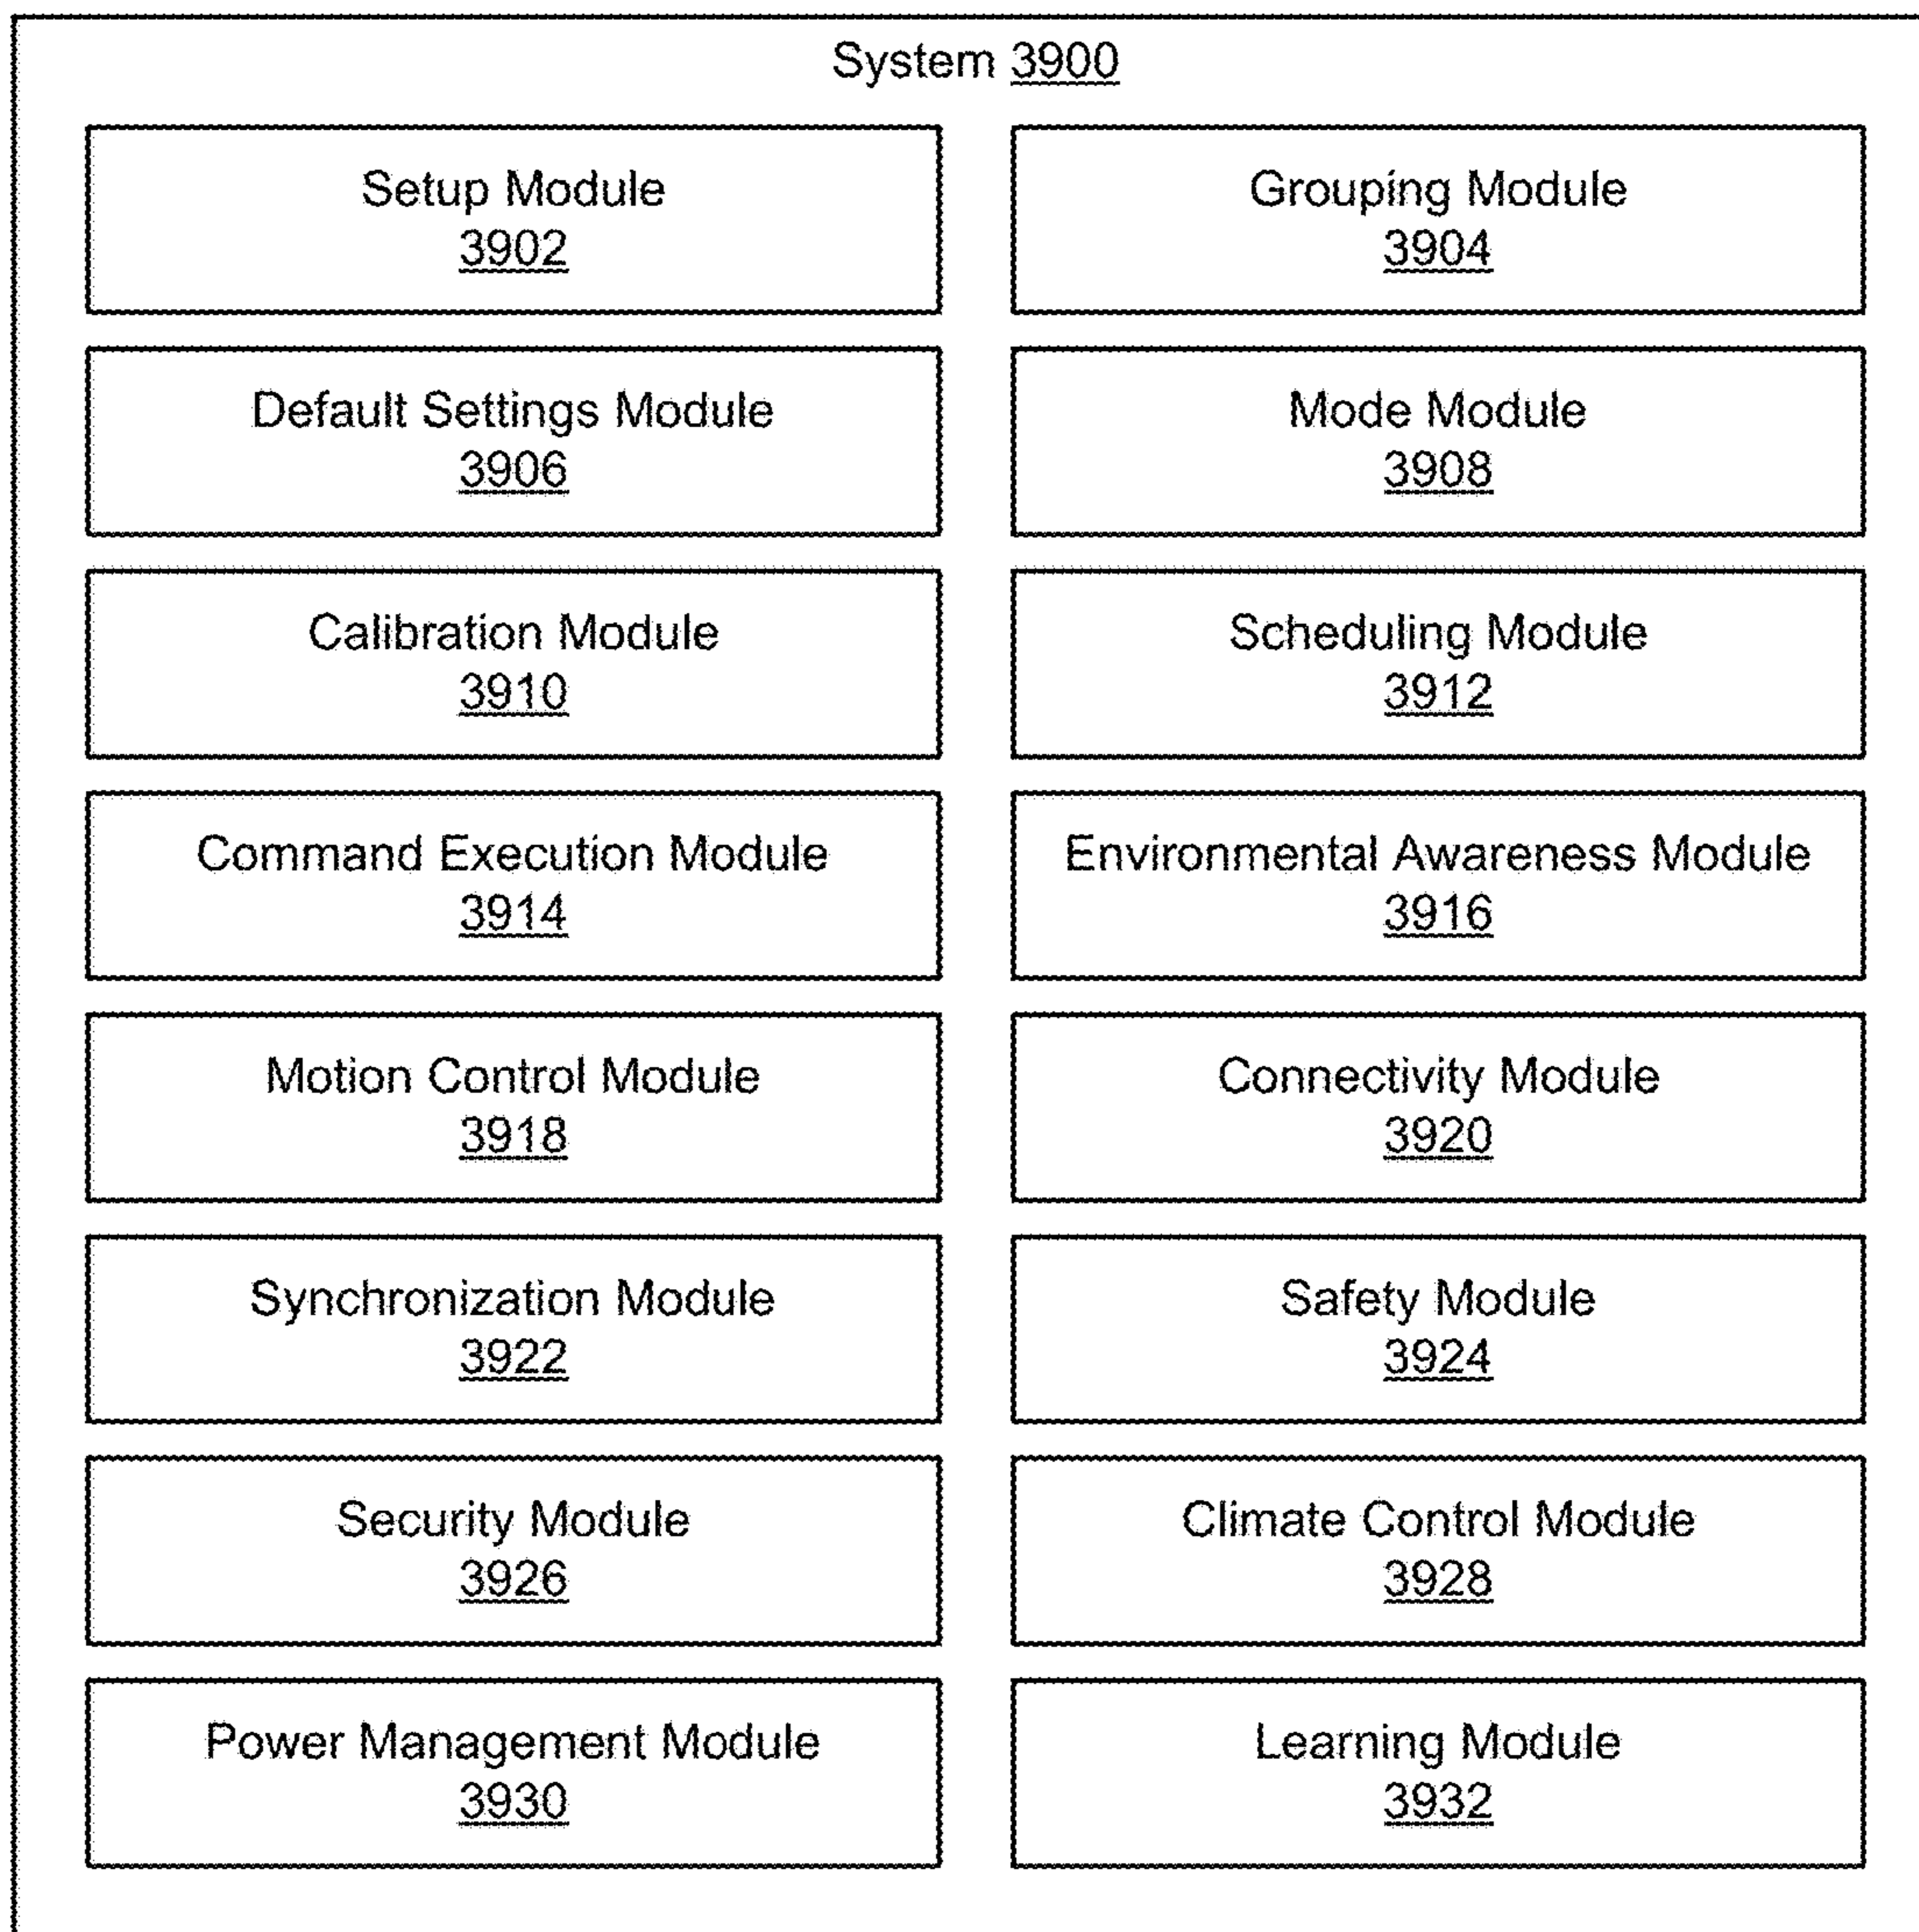 System 3900
Setup Module
3902
Grouping Module
3904
Default Settings Module
3906
Mode Module
3908
Calibration Module
3910
Scheduling Module
3912
Command Execution Module
3914
Environmental Awareness Module
3916
Motion Control Module
3918
Connectivity Module
3920
Synchronization Module
3922
Safety Module
3924
Security Module
3926
Climate Control Module
3928
Power Management Module
3930
Learning Module
3932